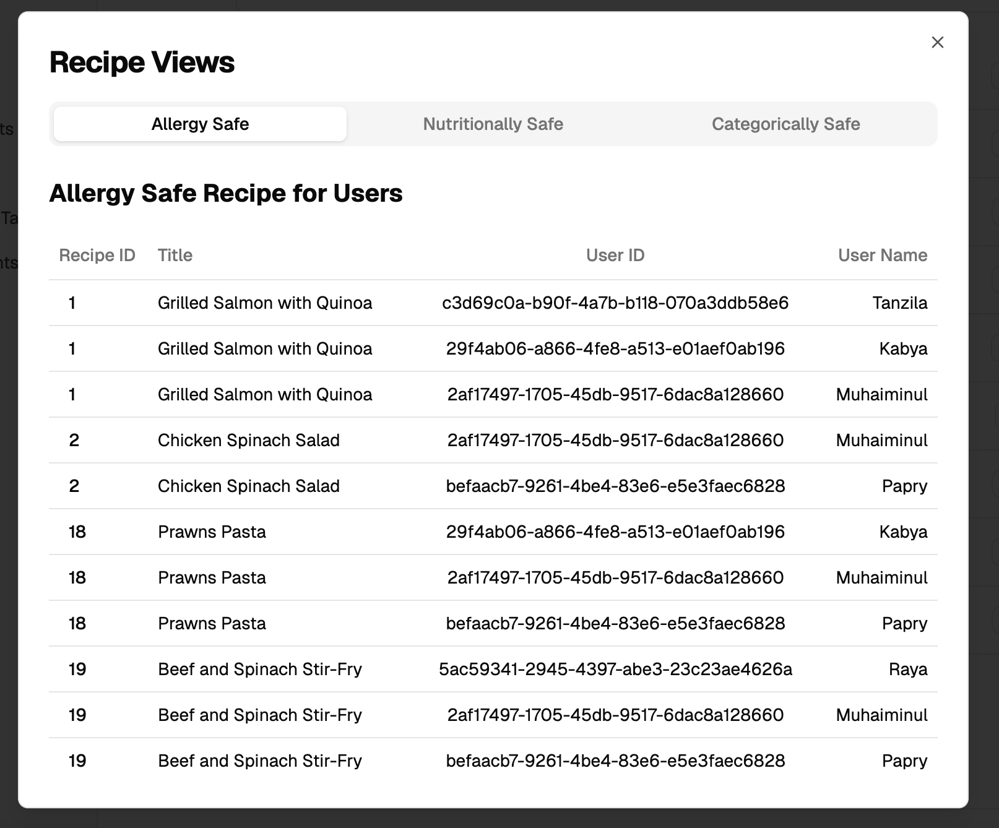 Recipe Views
Allergy Safe Nutritionally Safe Categorically Safe
Allergy Safe Recipe for Users
Recipe ID Title User ID User Name
1 Grilled Salmon with Quinoa c3d69c0a-b90f-4a7b-b118-070a3ddb58e6 Tanzila
1 Grilled Salmon with Quinoa 29f4ab06-a866-4fe8-a513-e01aef0ab196 Kabya
1 Grilled Salmon with Quinoa 2af17497-1705-45db-9517-6dac8a128660 Muhaiminul
2 Chicken Spinach Salad 2af17497-1705-45db-9517-6dac8a128660 Muhaiminul
2 Chicken Spinach Salad befaacb7-9261-4be4-83e6-e5e3faec6828 Papry
18 Prawns Pasta 29f4ab06-a866-4fe8-a513-e01aef0ab196 Kabya
18 Prawns Pasta 2af17497-1705-45db-9517-6dac8a128660 Muhaiminul
18 Prawns Pasta befaacb7-9261-4be4-83e6-e5e3faec6828 Papry
19 Beef and Spinach Stir-Fry 5ac59341-2945-4397-abe3-23c23ae4626a Raya
19 Beef and Spinach Stir-Fry 2af17497-1705-45db-9517-6dac8a128660 Muhaiminul
19 Beef and Spinach Stir-Fry befaacb7-9261-4be4-83e6-e5e3faec6828 Papry